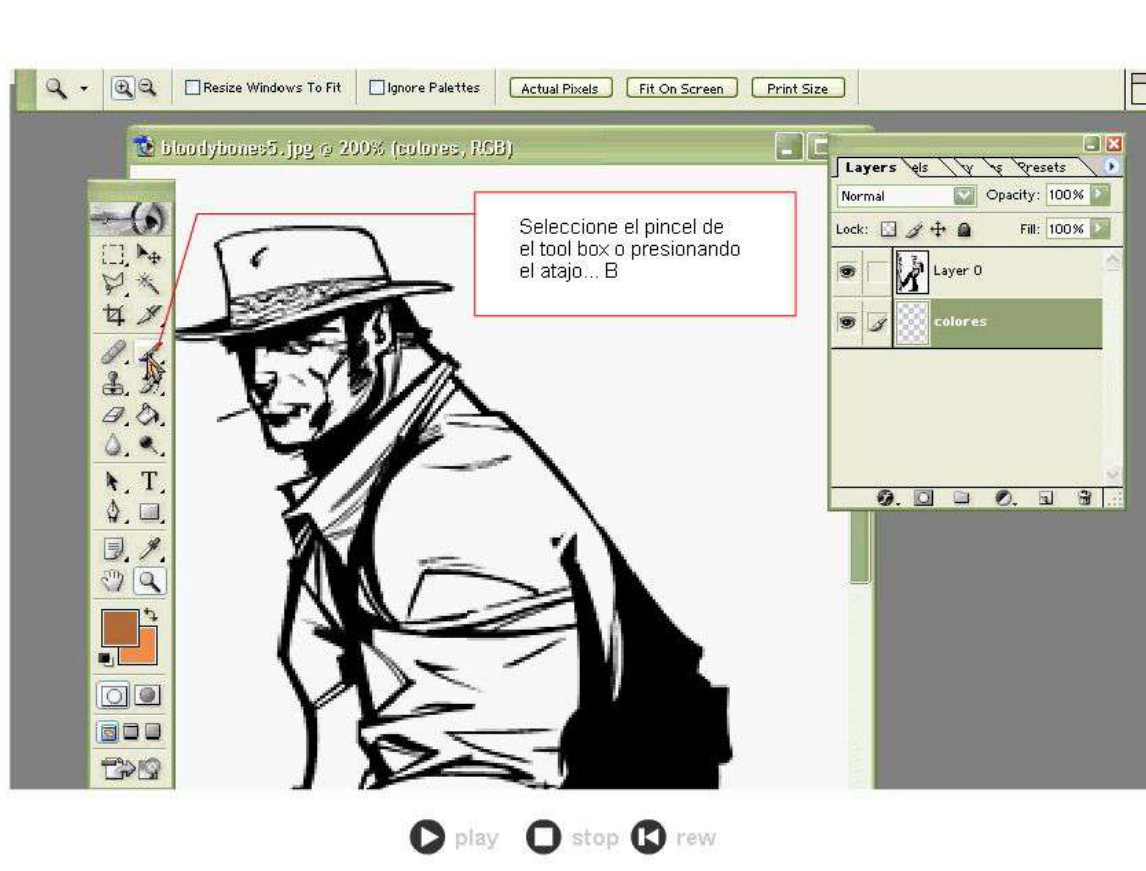 Resize Windows To Fit
Ignore Palettes
Actual Pixels
Fit On Screen
Print Size
bloodybones5.jpg @ 200% (colores, RGB)
Layers els Presets
Normal
Opacity: 100%
Lock:
Fill: 100%
Layer 0
colores
Seleccione el pincel de
el tool box o presionando
el atajo... B
T
play
stop
rew